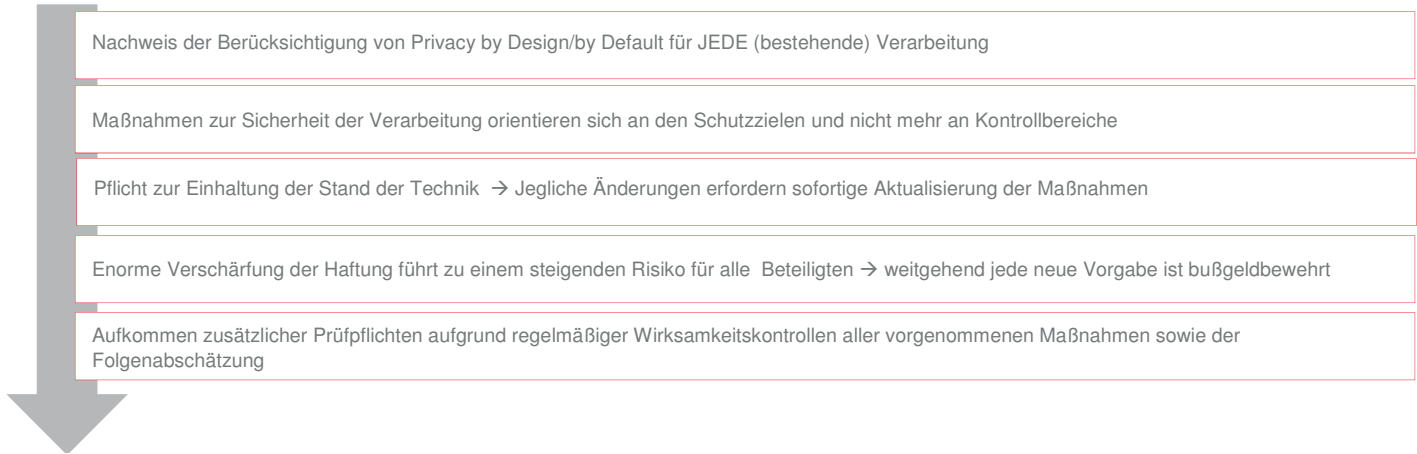 Nachweis der Berücksichtigung von Privacy by Design/by Default für JEDE (bestehende) Verarbeitung
Maßnahmen zur Sicherheit der Verarbeitung orientieren sich an den Schutzzielen und nicht mehr an Kontrollbereiche
Pflicht zur Einhaltung der Stand der Technik → Jegliche Änderungen erfordern sofortige Aktualisierung der Maßnahmen
Enorme Verschärfung der Haftung führt zu einem steigenden Risiko für alle Beteiligten → weitgehend jede neue Vorgabe ist bußgeldbewehrt
Aufkommen zusätzlicher Prüfpflichten aufgrund regelmäßiger Wirksamkeitskontrollen aller vorgenommenen Maßnahmen sowie der
Folgenabschätzung